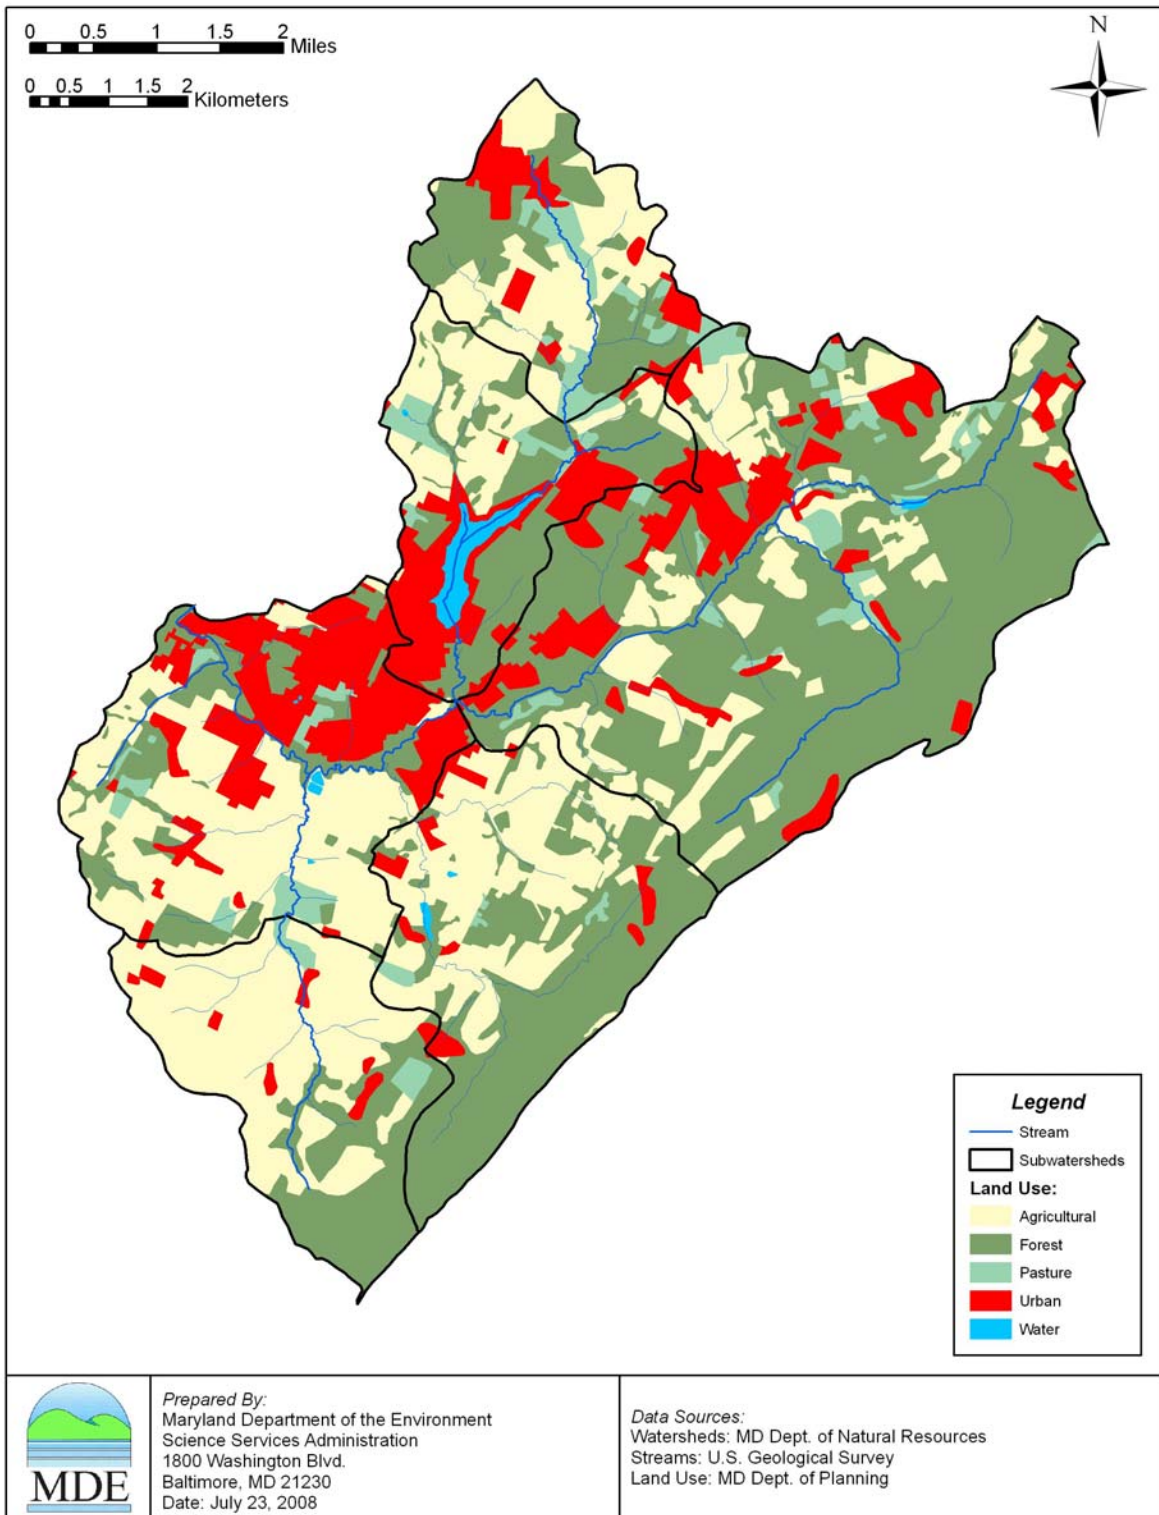 0 0.5 1 1.5 2
Miles
0 0.5 1 1.5 2
Kilometers
N
Legend
Stream
Subwatersheds
Land Use:
Agricultural
Forest
Pasture
Urban
Water
MDE
Prepared By:
Maryland Department of the Environment
Science Services Administration
1800 Washington Blvd.
Baltimore, MD 21230
Date: July 23, 2008
Data Sources:
Watersheds: MD Dept. of Natural Resources
Streams: U.S. Geological Survey
Land Use: MD Dept. of Planning